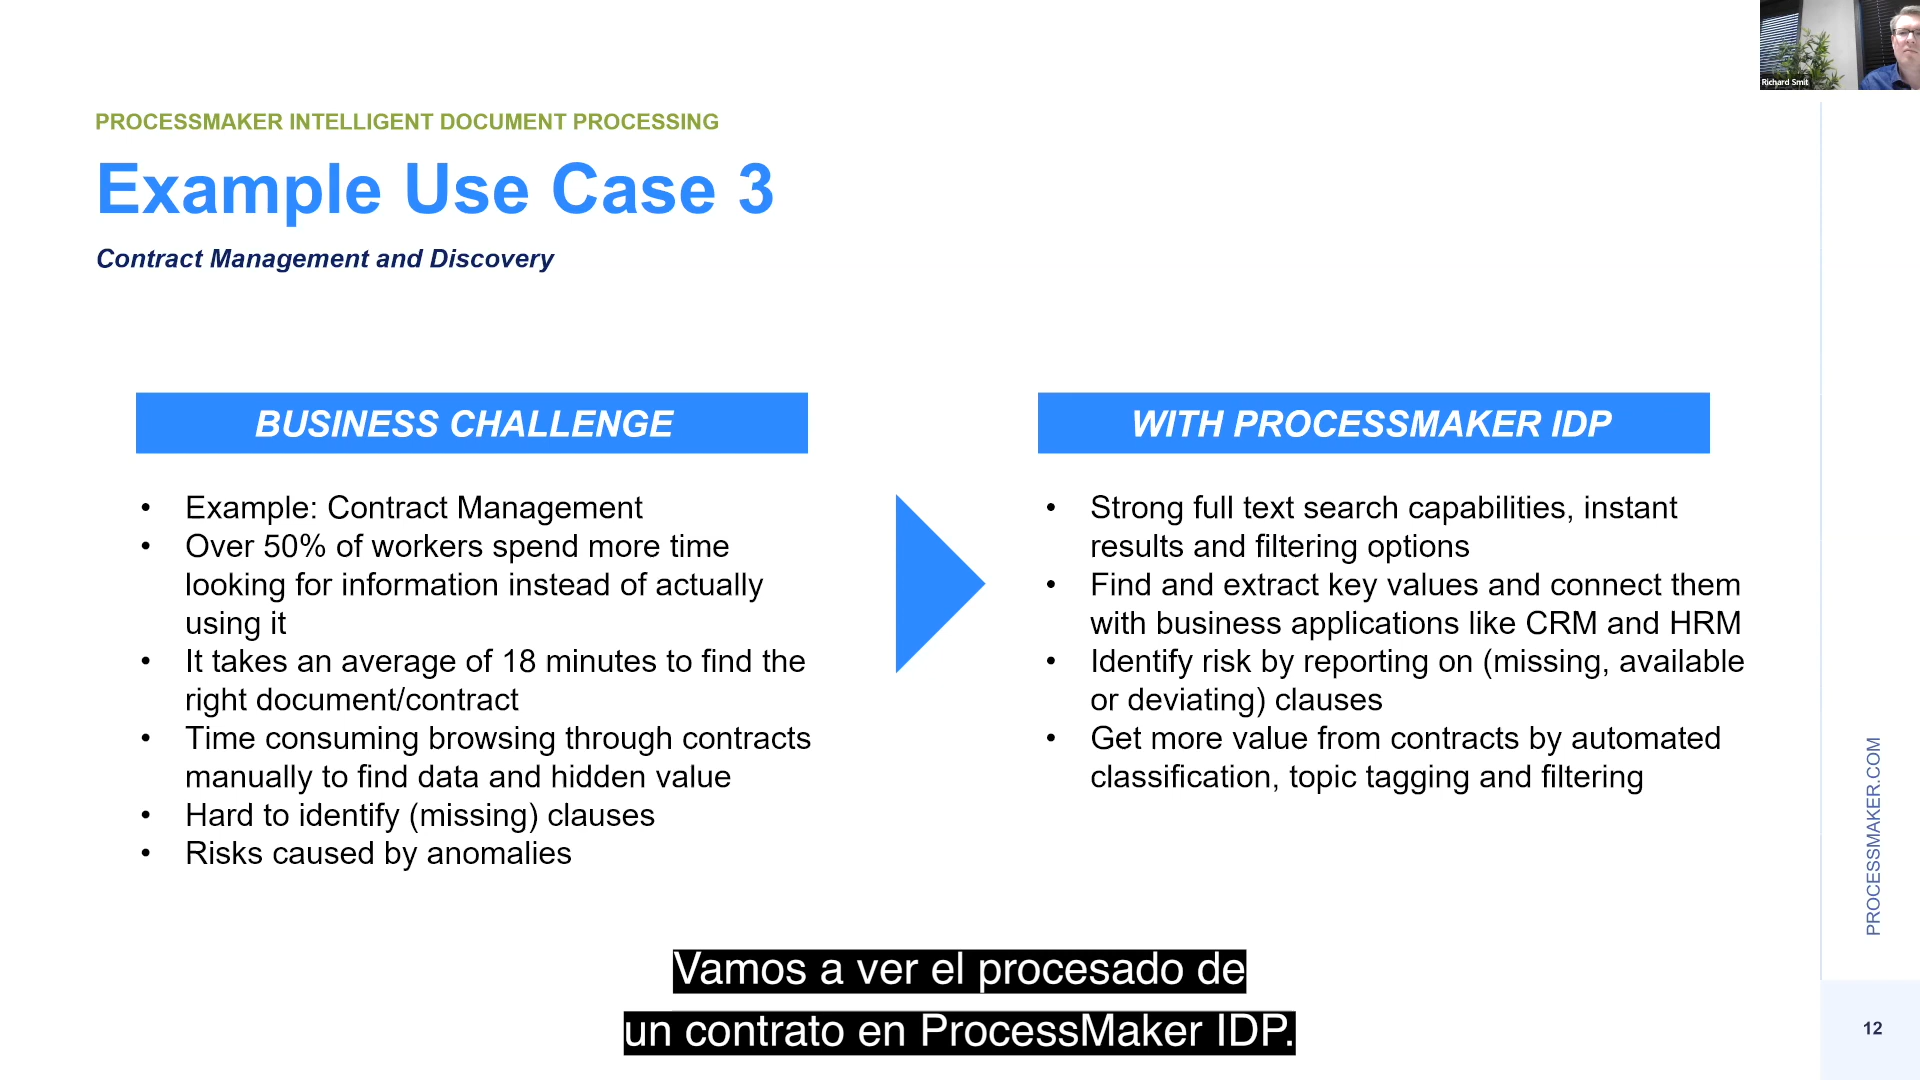 Richard Smit
PROCESSMAKER INTELLIGENT DOCUMENT PROCESSING
Example Use Case 3
Contract Management and Discovery
BUSINESS CHALLENGE
• Example: Contract Management
• Over 50% of workers spend more time
looking for information instead of actually
using it
• It takes an average of 18 minutes to find the
right document/contract
• Time consuming browsing through contracts
manually to find data and hidden value
• Hard to identify (missing) clauses
• Risks caused by anomalies
WITH PROCESSMAKER IDP
• Strong full text search capabilities, instant
results and filtering options
• Find and extract key values and connect them
with business applications like CRM and HRM
• Identify risk by reporting on (missing, available
or deviating) clauses
• Get more value from contracts by automated
classification, topic tagging and filtering
PROCESSMAKER.COM
12
Vamos a ver el procesado de
un contrato en ProcessMaker IDP.